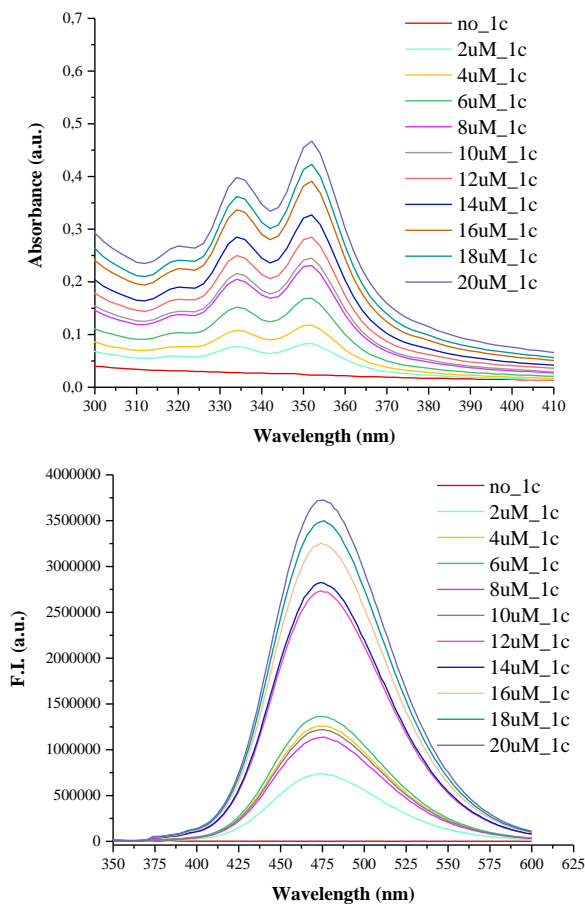 0,7
0,6
0,5
0,4
0,3
0,2
0,1
0,0
Absorbance (a.u.)
300 310 320 330 340 350 360 370 380 390 400 410
Wavelength (nm)
no_1c
2uM_1c
4uM_1c
6uM_1c
8uM_1c
10uM_1c
12uM_1c
14uM_1c
16uM_1c
18uM_1c
20uM_1c
4000000
3500000
3000000
2500000
2000000
1500000
1000000
500000
0
F.I. (a.u.)
350 375 400 425 450 475 500 525 550 575 600 625
Wavelength (nm)
no_1c
2uM_1c
4uM_1c
6uM_1c
8uM_1c
10uM_1c
12uM_1c
14uM_1c
16uM_1c
18uM_1c
20uM_1c